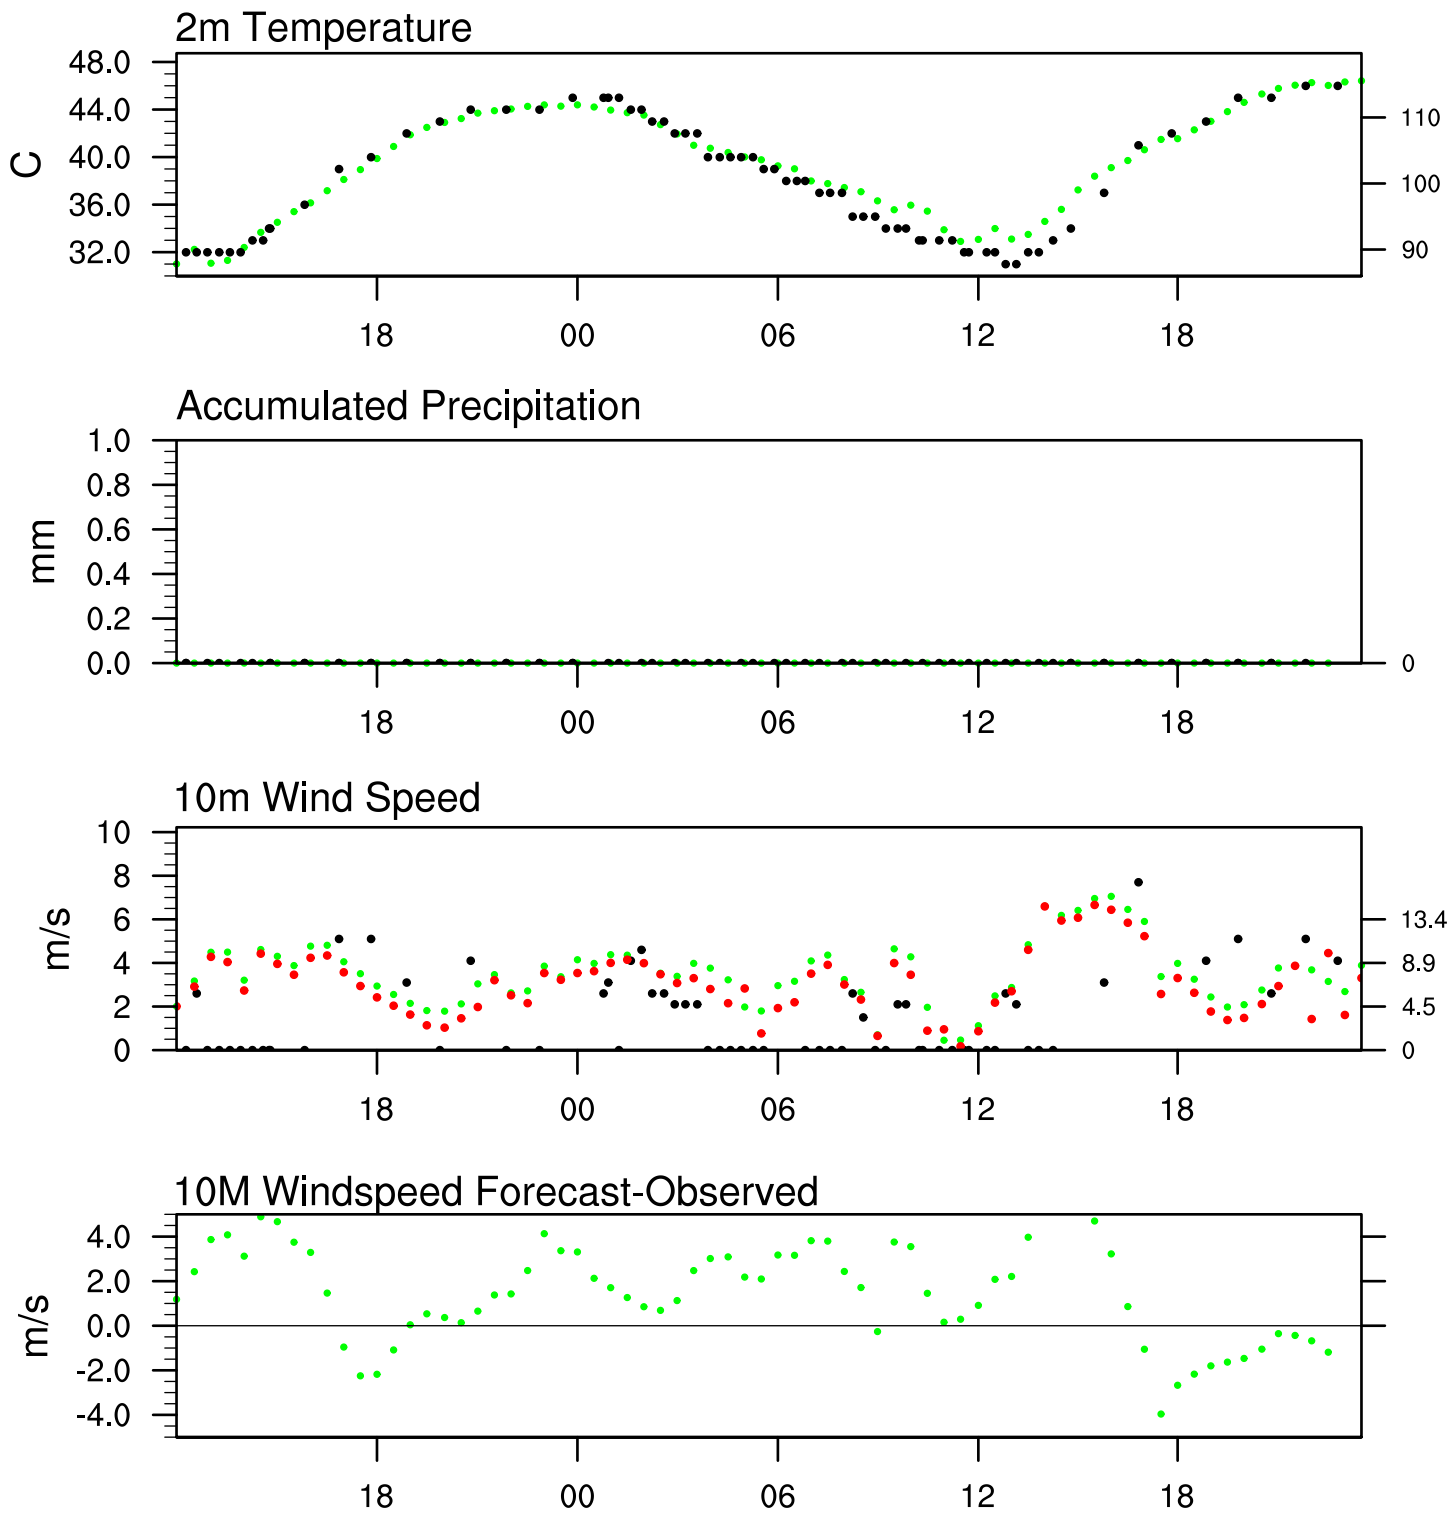 2m Temperature
48.0
44.0
40.0
36.0
32.0
C
110
100
90
18 00 06 12 18
Accumulated Precipitation
1.0
0.8
0.6
0.4
0.2
0.0
mm
0
18 00 06 12 18
10m Wind Speed
10
8
6
4
2
0
m/s
13.4
8.9
4.5
0
18 00 06 12 18
10M Windspeed Forecast-Observed
4.0
2.0
0.0
-2.0
-4.0
m/s
18 00 06 12 18